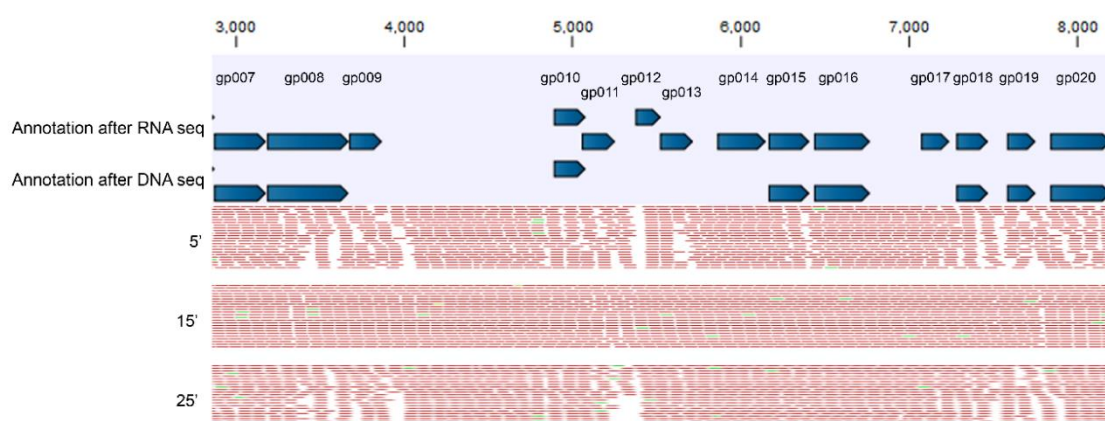 3,000 4,000 5,000 6,000 7,000 8,000
gp007 gp008 gp009 gp010 gp012 gp014 gp015 gp016 gp017 gp018 gp019 gp020
gp011 gp013
Annotation after RNA seq
Annotation after DNA seq
5'
15'
25'